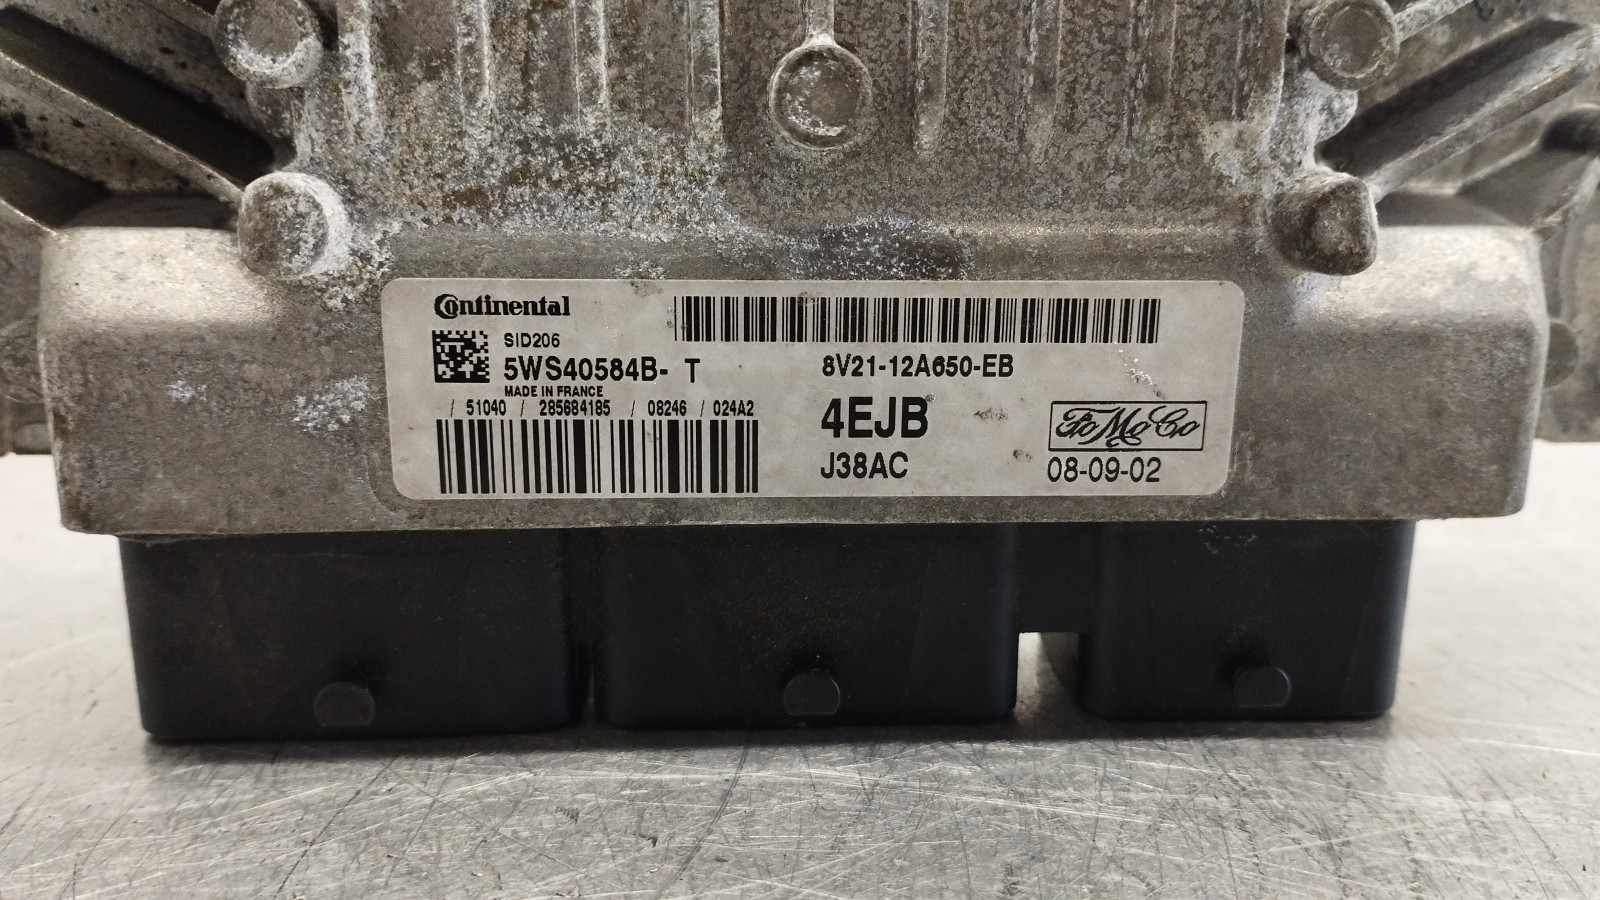 Continental
SID206
5WS40584B- T
MADE IN FRANCE
/ 51040 / 285684185 / 08246 / 024A2
8V21-12A650-EB
4EJB
J38AC
FoMoCo
08-09-02